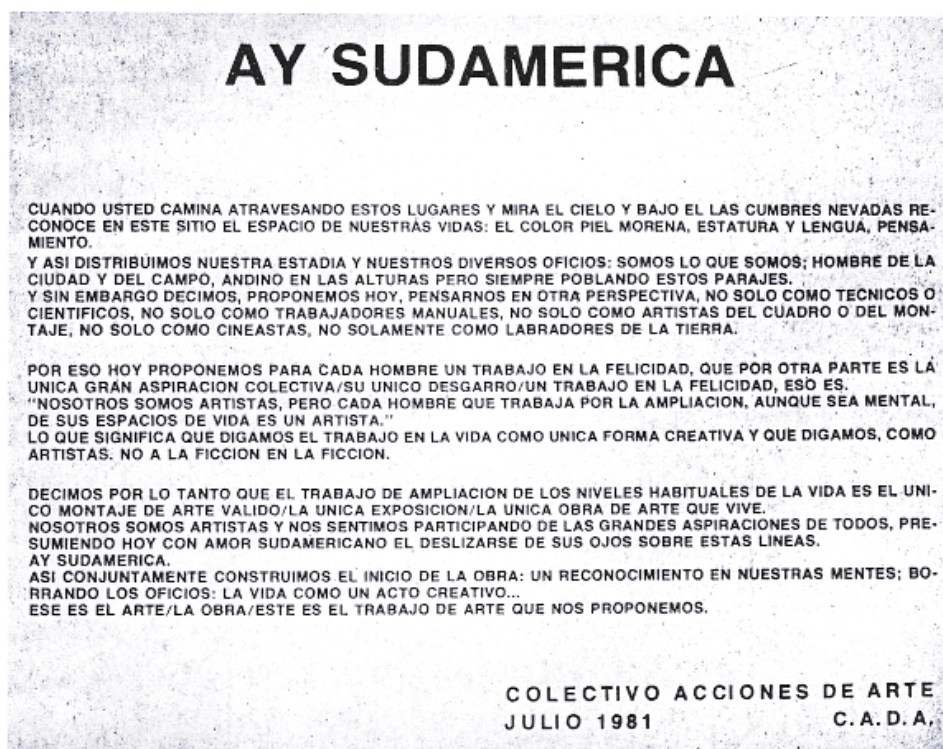 AY SUDAMERICA
CUANDO USTED CAMINA ATRAVESANDO ESTOS LUGARES Y MIRA EL CIELO Y BAJO EL LAS CUMBRES NEVADAS RE-
CONOCE EN ESTE SITIO EL ESPACIO DE NUESTRAS VIDAS: EL COLOR PIEL MORENA, ESTATURA Y LENGUA, PENSA-
MIENTO.
Y ASI DISTRIBUIMOS NUESTRA ESTADIA Y NUESTROS DIVERSOS OFICIOS: SOMOS LO QUE SOMOS; HOMBRE DE LA
CIUDAD Y DEL CAMPO, ANDINO EN LAS ALTURAS PERO SIEMPRE POBLANDO ESTOS PARAJES.
Y SIN EMBARGO DECIMOS, PROPONEMOS HOY, PENSARNOS EN OTRA PERSPECTIVA, NO SOLO COMO TECNICOS O
CIENTIFICOS, NO SOLO COMO TRABAJADORES MANUALES, NO SOLO COMO ARTISTAS DEL CUADRO O DEL MON-
TAJE, NO SOLO COMO CINEASTAS, NO SOLAMENTE COMO LABRADORES DE LA TIERRA.
POR ESO HOY PROPONEMOS PARA CADA HOMBRE UN TRABAJO EN LA FELICIDAD, QUE POR OTRA PARTE ES LA
UNICA GRAN ASPIRACION COLECTIVA/SU UNICO DESGARRO/UN TRABAJO EN LA FELICIDAD, ESO ES.
"NOSOTROS SOMOS ARTISTAS, PERO CADA HOMBRE QUE TRABAJA POR LA AMPLIACION, AUNQUE SEA MENTAL,
DE SUS ESPACIOS DE VIDA ES UN ARTISTA."
LO QUE SIGNIFICA QUE DIGAMOS EL TRABAJO EN LA VIDA COMO UNICA FORMA CREATIVA Y QUE DIGAMOS, COMO
ARTISTAS. NO A LA FICCION EN LA FICCION.
DECIMOS POR LO TANTO QUE EL TRABAJO DE AMPLIACION DE LOS NIVELES HABITUALES DE LA VIDA ES EL UNI-
CO MONTAJE DE ARTE VALIDO/LA UNICA EXPOSICION/LA UNICA OBRA DE ARTE QUE VIVE.
NOSOTROS SOMOS ARTISTAS Y NOS SENTIMOS PARTICIPANDO DE LAS GRANDES ASPIRACIONES DE TODOS, PRE-
SUMIENDO HOY CON AMOR SUDAMERICANO EL DESLIZARSE DE SUS OJOS SOBRE ESTAS LINEAS.
AY SUDAMERICA.
ASI CONJUNTAMENTE CONSTRUIMOS EL INICIO DE LA OBRA: UN RECONOCIMIENTO EN NUESTRAS MENTES; BO-
RRANDO LOS OFICIOS: LA VIDA COMO UN ACTO CREATIVO...
ESE ES EL ARTE/LA OBRA/ESTE ES EL TRABAJO DE ARTE QUE NOS PROPONEMOS.
COLECTIVO ACCIONES DE ARTE
JULIO 1981 C.A.D.A.